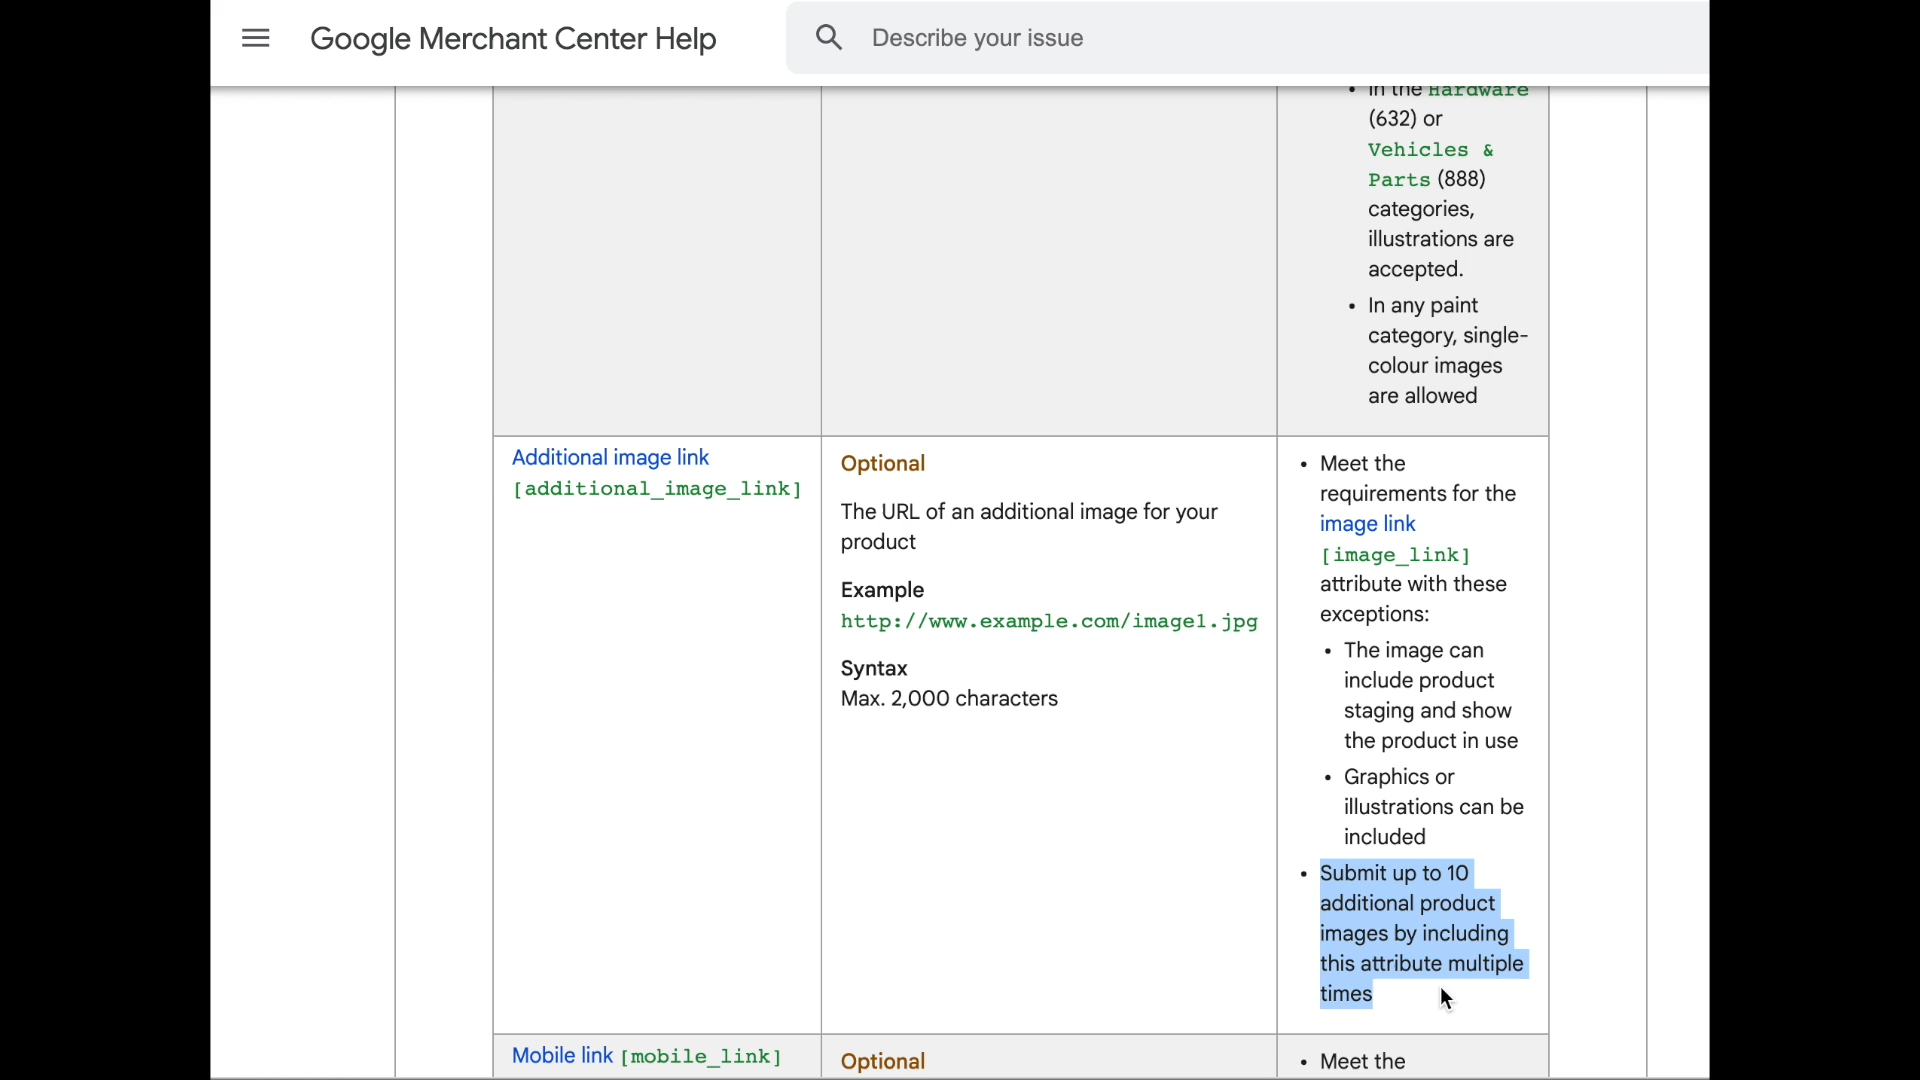 Google Merchant Center Help
Describe your issue
In the Hardware
(632) or
Vehicles &
Parts (888)
categories,
illustrations are
accepted.
In any paint
category, single-
colour images
are allowed
Additional image link
[additional_image_link]
Optional
The URL of an additional image for your
product
Example
http://www.example.com/image1.jpg
Syntax
Max. 2,000 characters
Meet the
requirements for the
image link
[image_link]
attribute with these
exceptions:
The image can
include product
staging and show
the product in use
Graphics or
illustrations can be
included
Submit up to 10
additional product
images by including
this attribute multiple
times
Mobile link [mobile_link]
Optional
Meet the